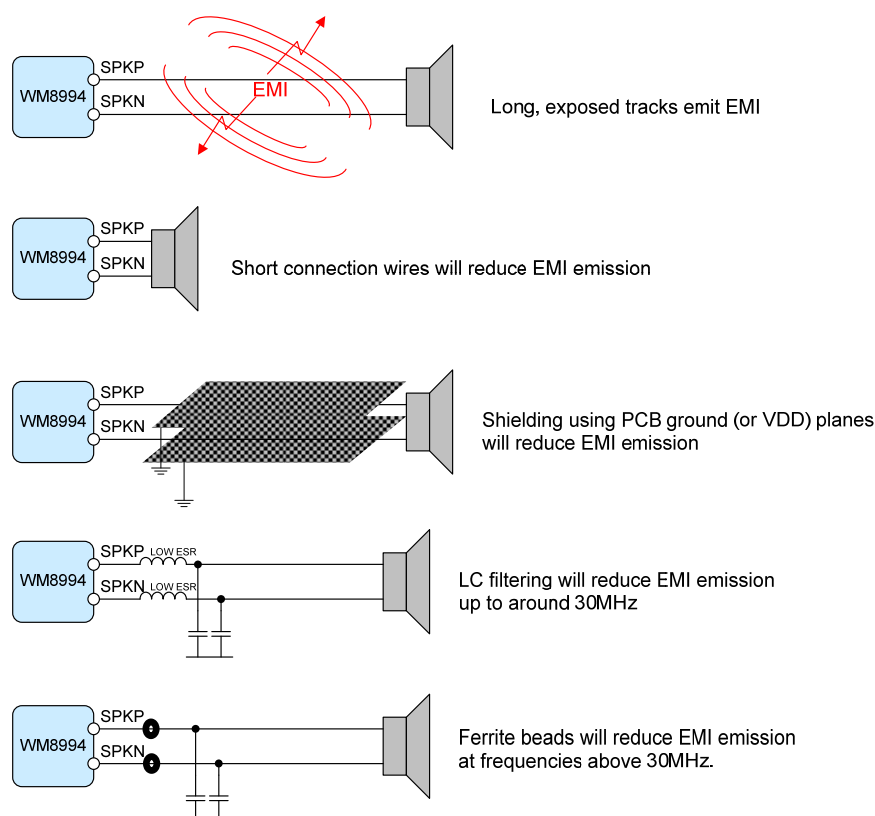 SPKP
WM8994
SPKN
EMI
Long, exposed tracks emit EMI
SPKP
WM8994
SPKN
Short connection wires will reduce EMI emission
SPKP
WM8994
SPKN
Shielding using PCB ground (or VDD) planes
will reduce EMI emission
SPKP LOW ESR
WM8994
SPKN LOW ESR
LC filtering will reduce EMI emission
up to around 30MHz
SPKP
WM8994
SPKN
Ferrite beads will reduce EMI emission
at frequencies above 30MHz.